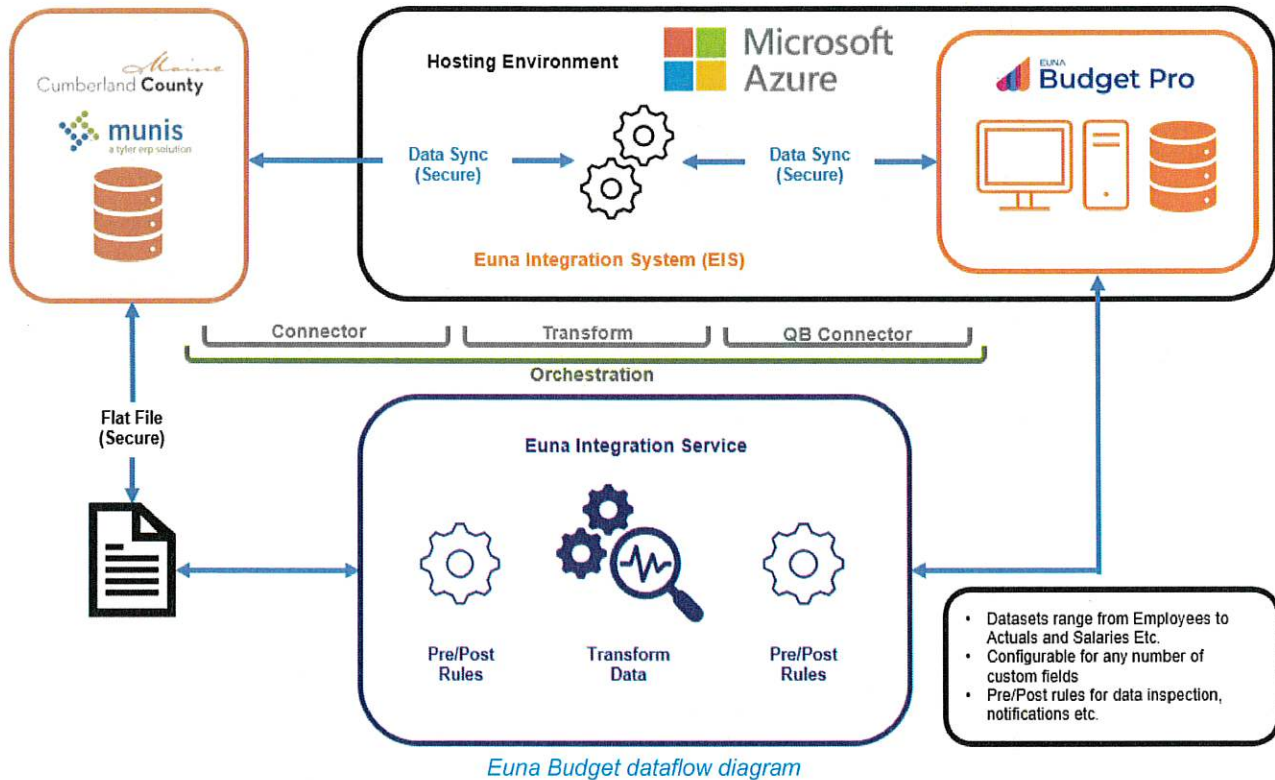 Maine
Cumberland County
munis
a tyler erp solution
Hosting Environment
Microsoft
Azure
EUNA
Budget Pro
Data Sync
(Secure)
Data Sync
(Secure)
Euna Integration System (EIS)
Connector
Transform
QB Connector
Orchestration
Flat File
(Secure)
Euna Integration Service
Pre/Post
Rules
Transform
Data
Pre/Post
Rules
• Datasets range from Employees to
Actuals and Salaries Etc.
• Configurable for any number of
custom fields
• Pre/Post rules for data inspection,
notifications etc.
Euna Budget dataflow diagram